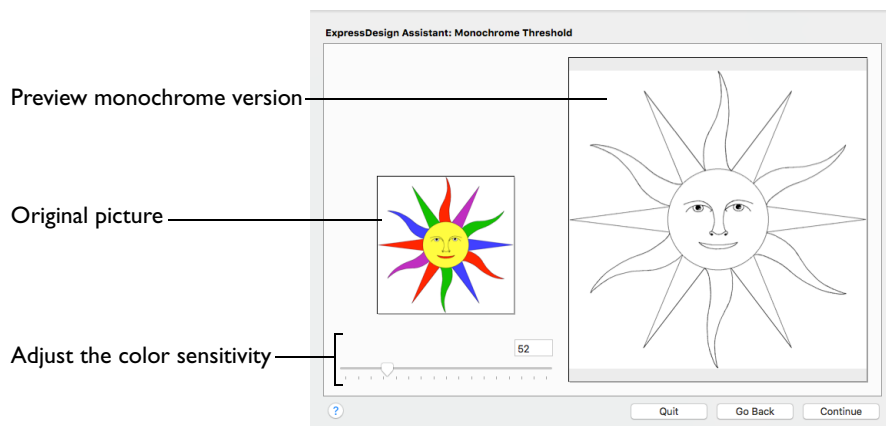 ExpressDesign Assistant: Monochrome Threshold
Preview monochrome version
Original picture
Adjust the color sensitivity
52
?
Quit
Go Back
Continue